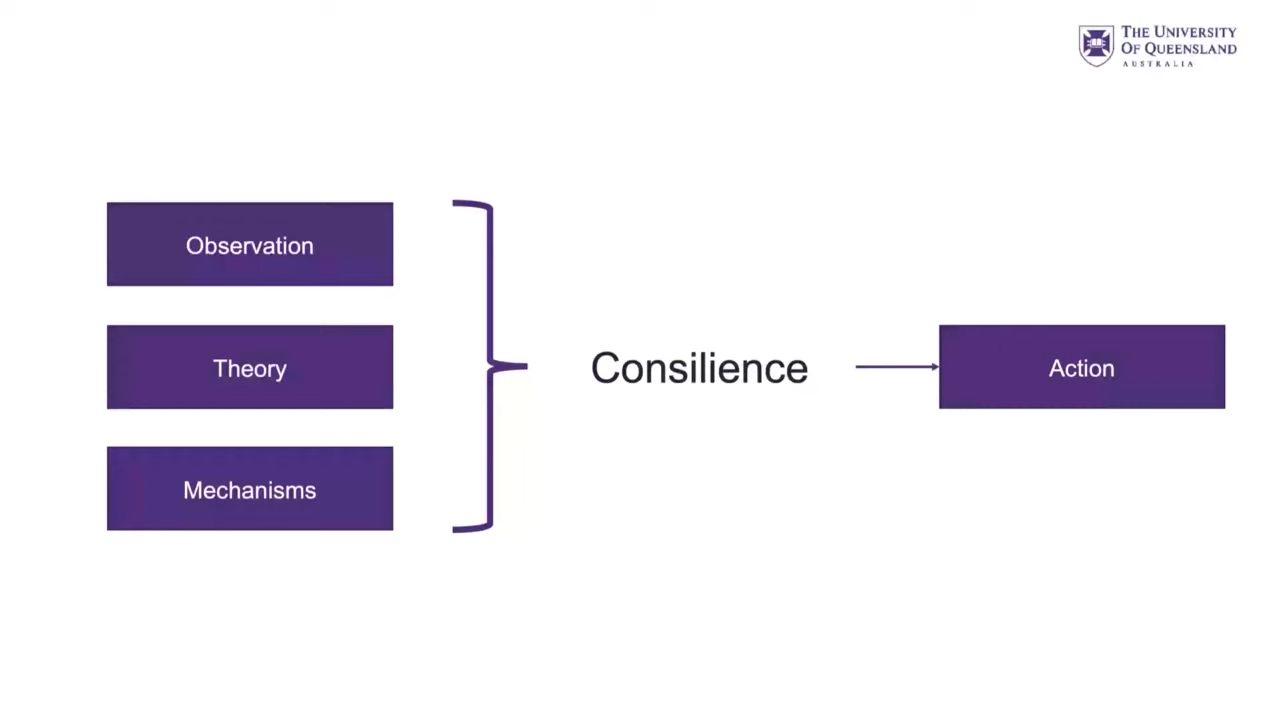 THE UNIVERSITY
OF QUEENSLAND
AUSTRALIA
Observation
Theory
Mechanisms
Consilience
Action